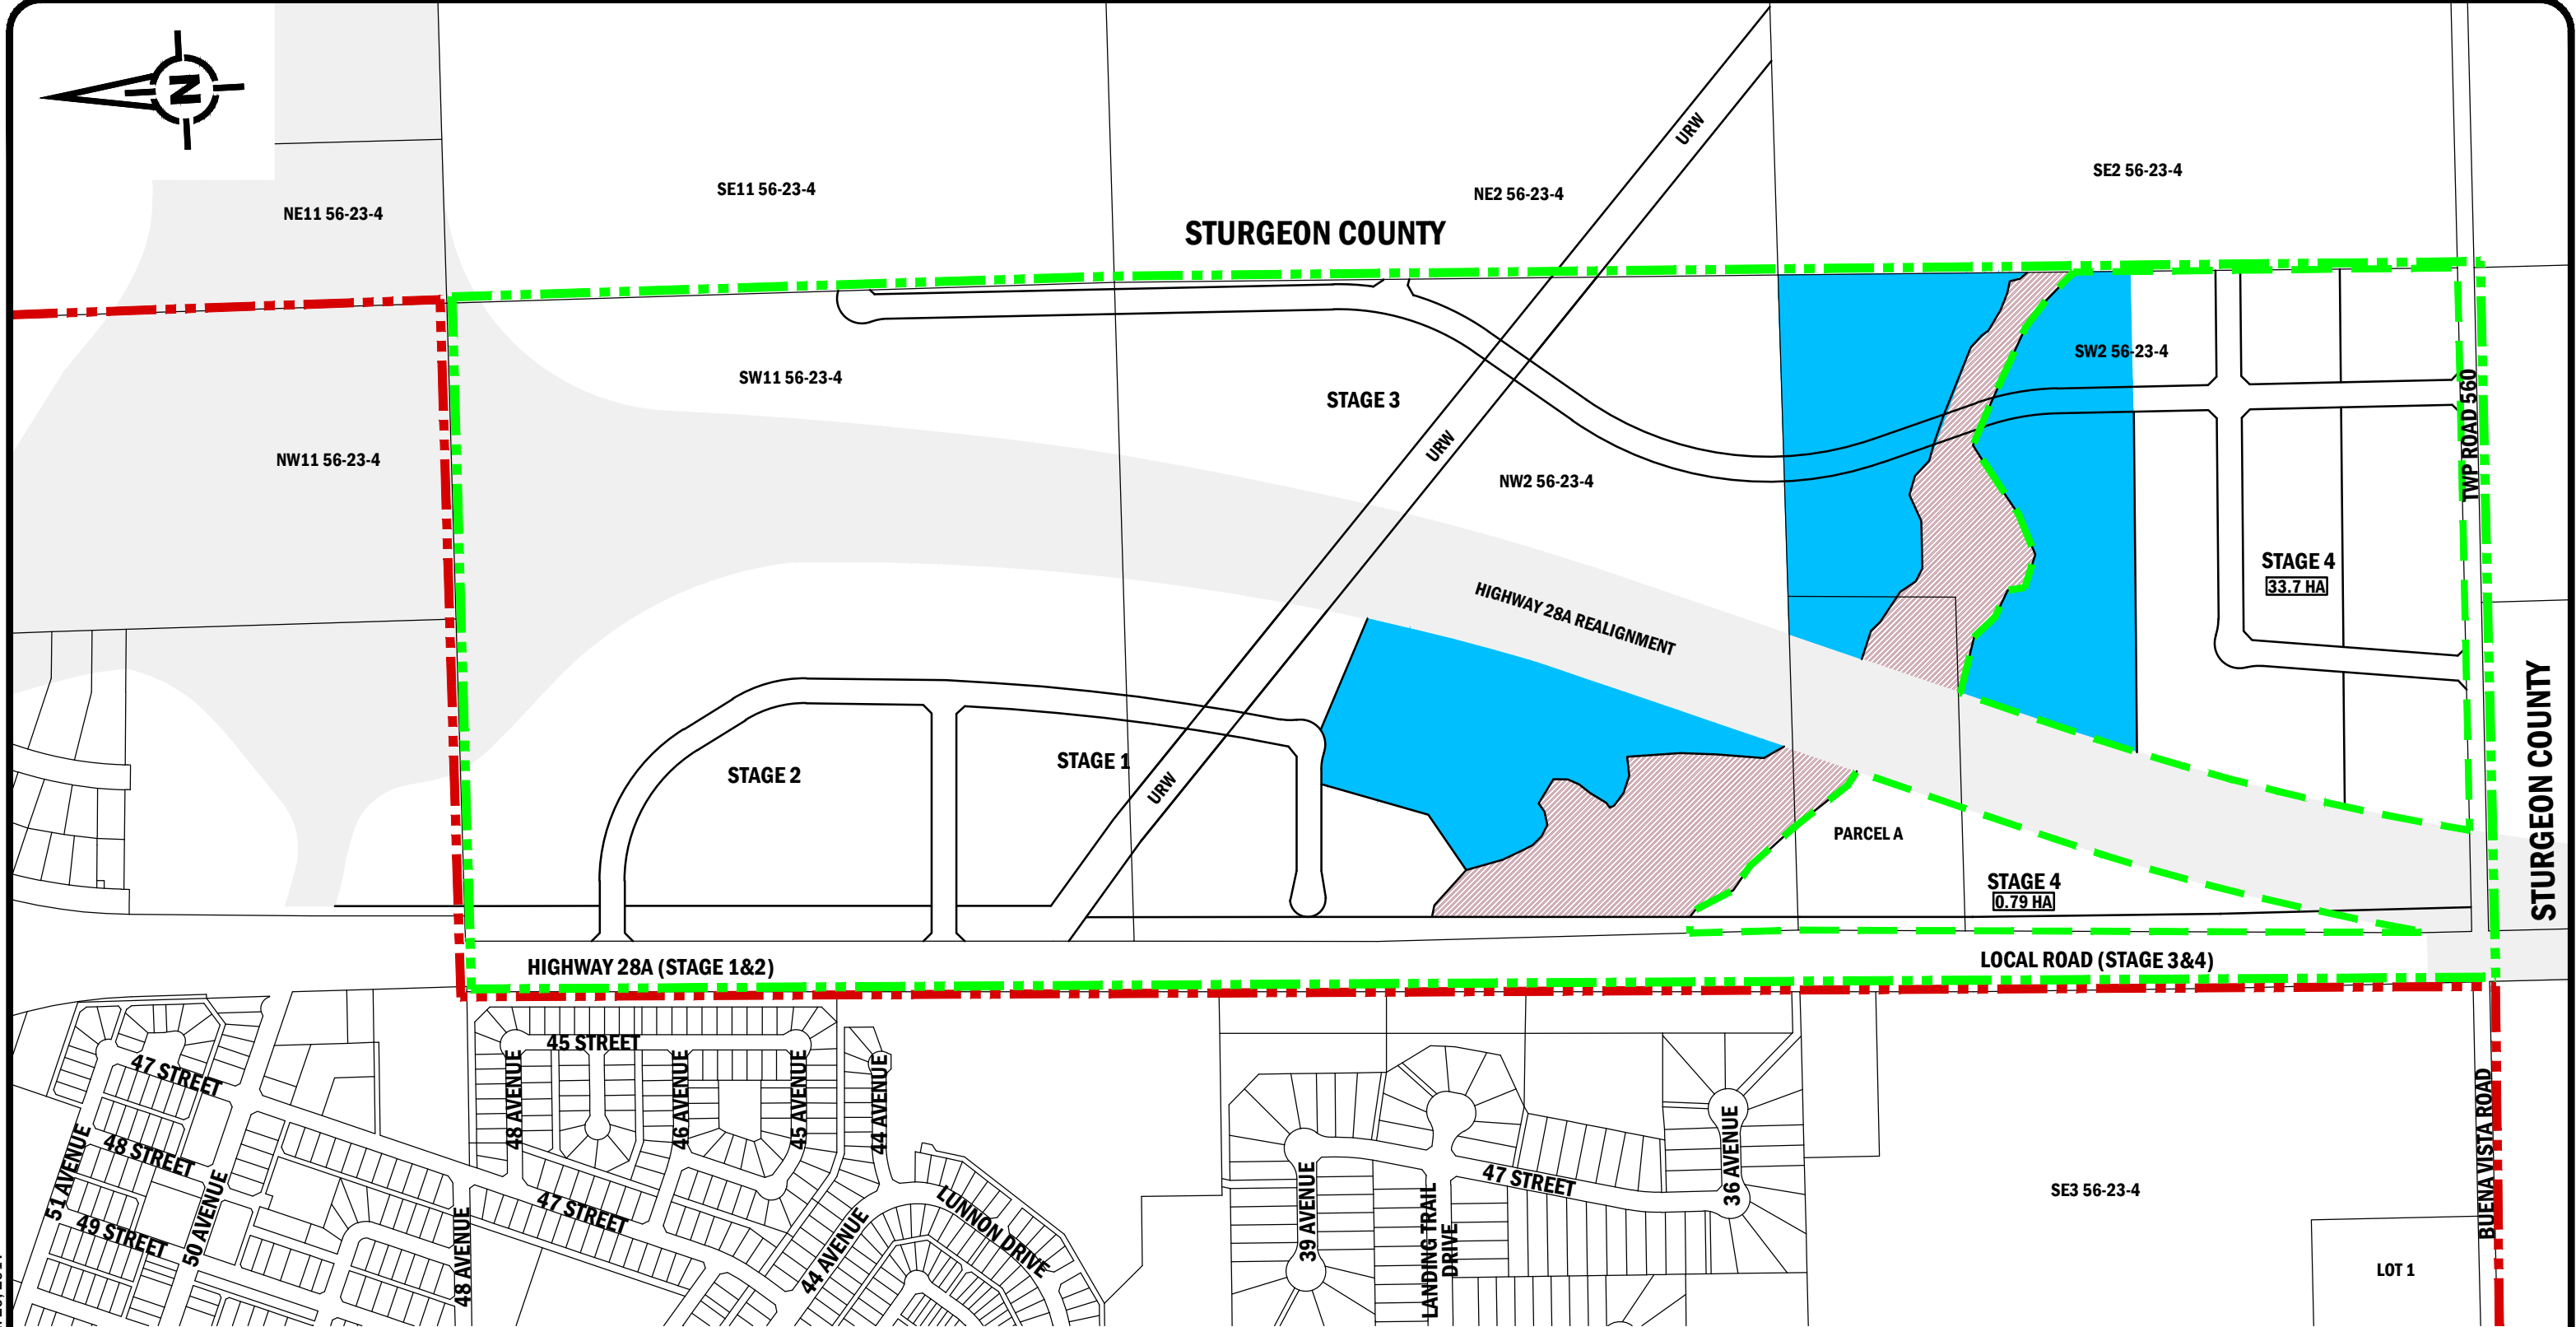 N
SE2 56-23-4
SE11 56-23-4
NE2 56-23-4
URW
NE11 56-23-4
STURGEON COUNTY
SW2 56-23-4
SW11 56-23-4
STAGE 3
TWP ROAD 560
URW
NW11 56-23-4
NW2 56-23-4
STAGE 4
33.7 HA
HIGHWAY 28A REALIGNMENT
STAGE 1
STAGE 2
URW
STURGEON COUNTY
PARCEL A
STAGE 4
0.79 HA
HIGHWAY 28A (STAGE 1&2)
LOCAL ROAD (STAGE 3&4)
45 STREET
47 STREET
48 AVENUE
46 AVENUE
45 AVENUE
44 AVENUE
48 STREET
51 AVENUE
49 STREET
50 AVENUE
48 AVENUE
47 STREET
44 AVENUE
LUNNON DRIVE
39 AVENUE
LANDING TRAIL
DRIVE
47 STREET
36 AVENUE
SE3 56-23-4
BUENA VISTA ROAD
LOT 1